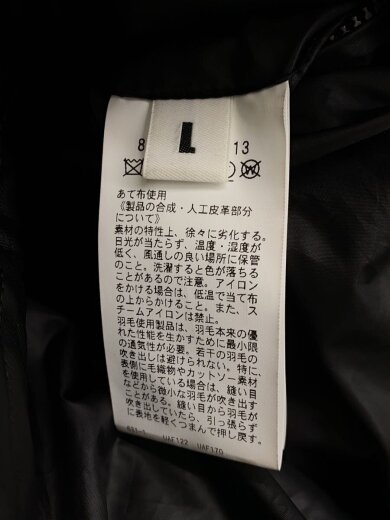 L
8
13
あて布使用
《製品の合成・人工皮革部分
について》
素材の特性上、徐々に劣化する。
日光が当たらず、温度・湿度が
低く、風通しの良い場所に保管
のこと。洗濯すると色が落ちる
ことがあるので注意。アイロン
をかける場合は、低温で当て布
の上からかけること。また、ス
チームアイロンは禁止。
羽毛使用製品は、羽毛本来の優
れた性能を生かすために最小限
の通気性が必要。若干の羽毛の
吹き出しは避けられない。特に、
表側に毛織物やカットソー素材
を使用している場合は、縫い目
などから微小な羽毛が吹き出す
ことがある。縫い目から羽毛が
吹き出していたら、引っ張らず
に表地を軽くつまんで押し戻す。
UAF122 UAF170